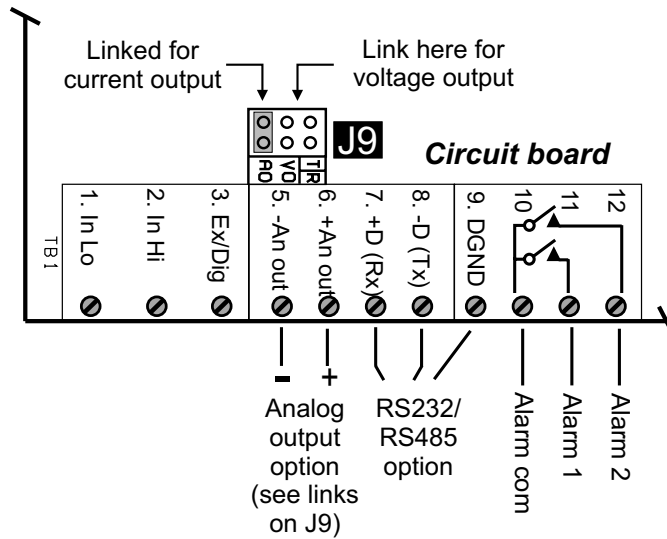 Linked for
current output
Link here for
voltage output
J9
AO
VO
T/R
Circuit board
TB1
1. In Lo
2. In Hi
3. Ex/Dig
5. -An out
6. +An out
7. +D (Rx)
8. -D (Tx)
9. DGND
10
11
12
- +
Analog
output
option
(see links
on J9)
RS232/
RS485
option
Alarm com
Alarm 1
Alarm 2